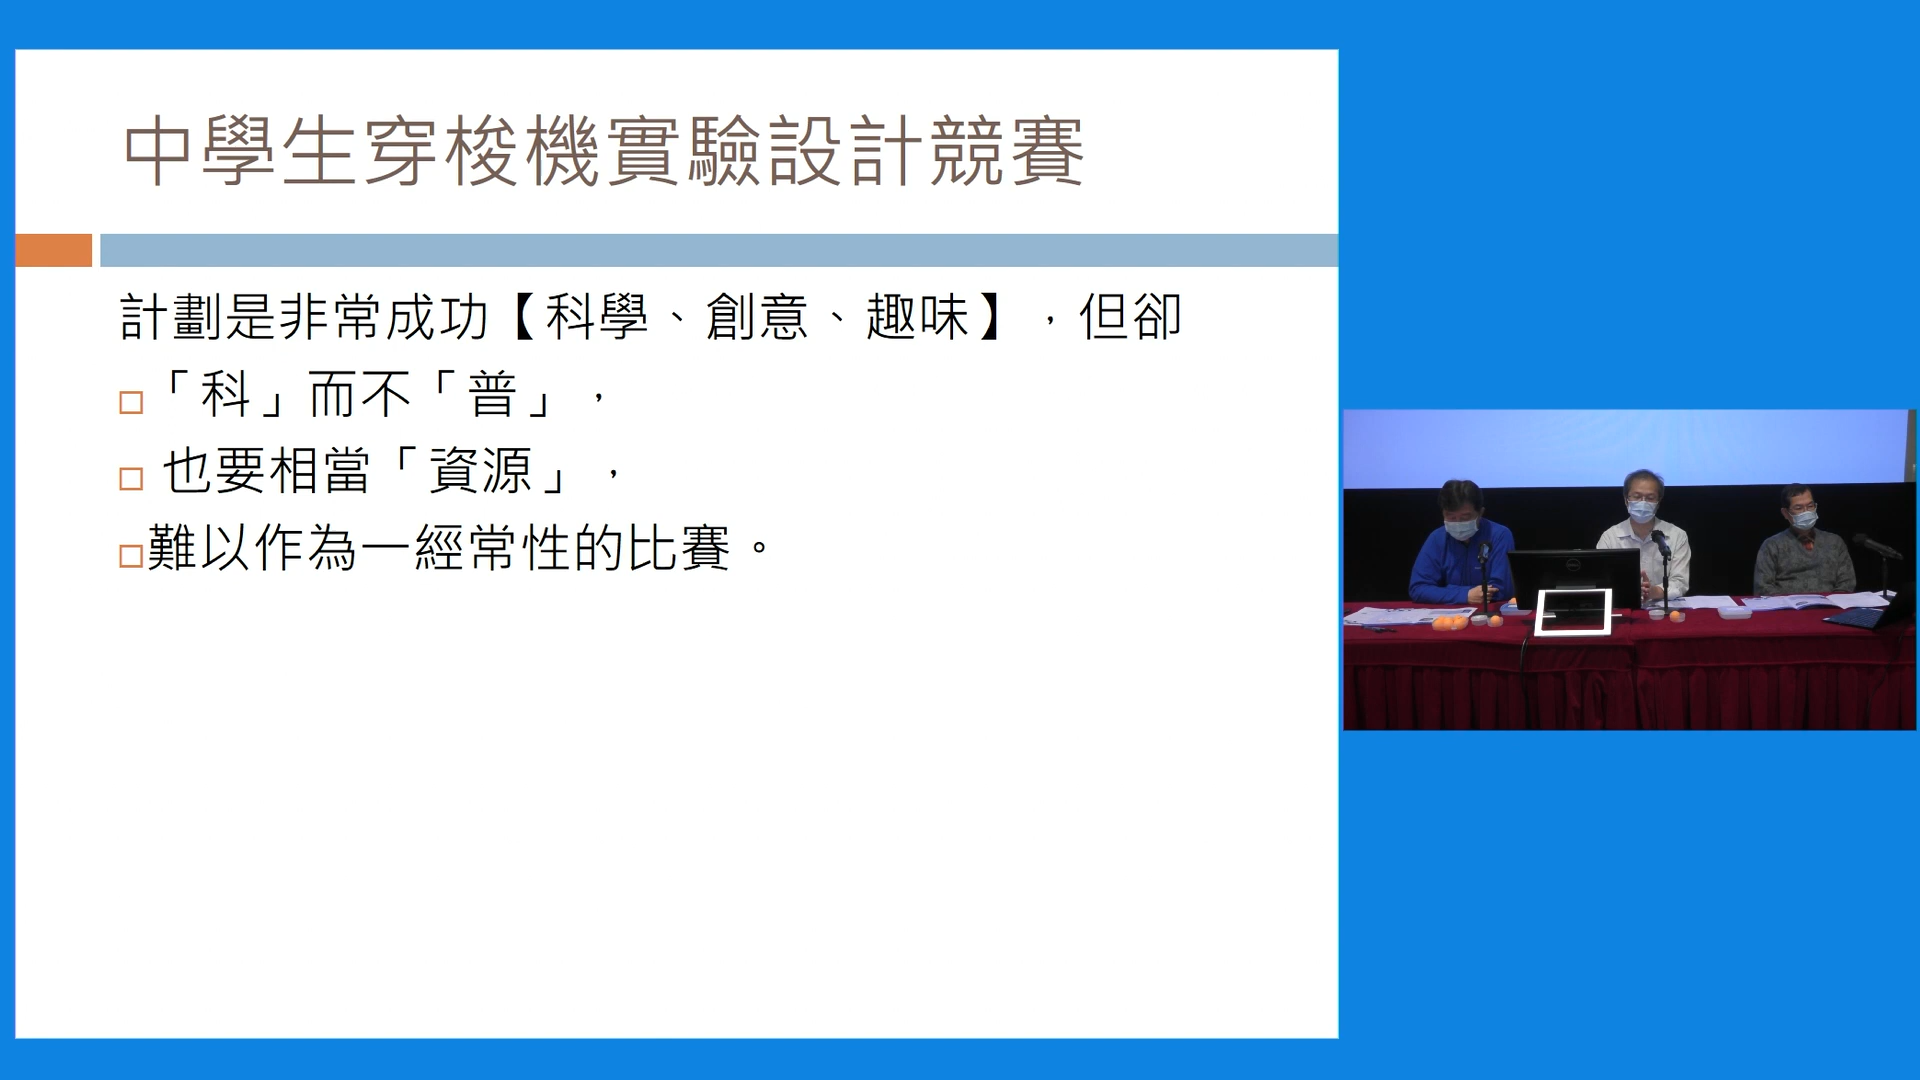 中學生穿梭機實驗設計競賽
計劃是非常成功【科學、創意、趣味】，但卻
「科」而不「普」，
也要相當「資源」，
難以作為一經常性的比賽。